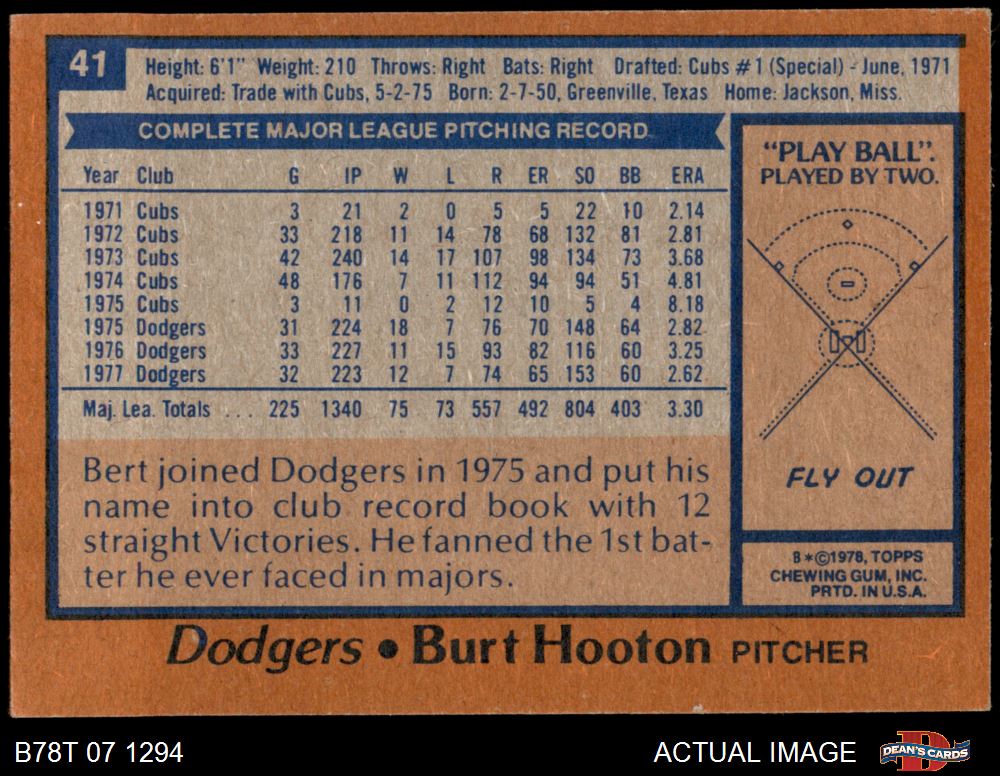 41
Height: 6'1" Weight: 210 Throws: Right Bats: Right Drafted: Cubs #1 (Special) - June, 1971
Acquired: Trade with Cubs, 5-2-75 Born: 2-7-50, Greenville, Texas Home: Jackson, Miss.
COMPLETE MAJOR LEAGUE PITCHING RECORD
Year Club G IP W L R ER SO BB ERA
1971 Cubs 3 21 2 0 5 5 22 10 2.14
1972 Cubs 33 218 11 14 78 68 132 81 2.81
1973 Cubs 42 240 14 17 107 98 134 73 3.68
1974 Cubs 48 176 7 11 112 94 94 51 4.81
1975 Cubs 3 11 0 2 12 10 5 4 8.18
1975 Dodgers 31 224 18 7 76 70 148 64 2.82
1976 Dodgers 33 227 11 15 93 82 116 60 3.25
1977 Dodgers 32 223 12 7 74 65 153 60 2.62
Maj. Lea. Totals ... 225 1340 75 73 557 492 804 403 3.30
Bert joined Dodgers in 1975 and put his
name into club record book with 12
straight Victories. He fanned the 1st bat-
ter he ever faced in majors.
"PLAY BALL".
PLAYED BY TWO.
FLY OUT
B*©1978, TOPPS
CHEWING GUM, INC.
PRTD. IN U.S.A.
Dodgers • Burt Hooton PITCHER
B78T 07 1294
ACTUAL IMAGE
DEAN'S CARDS